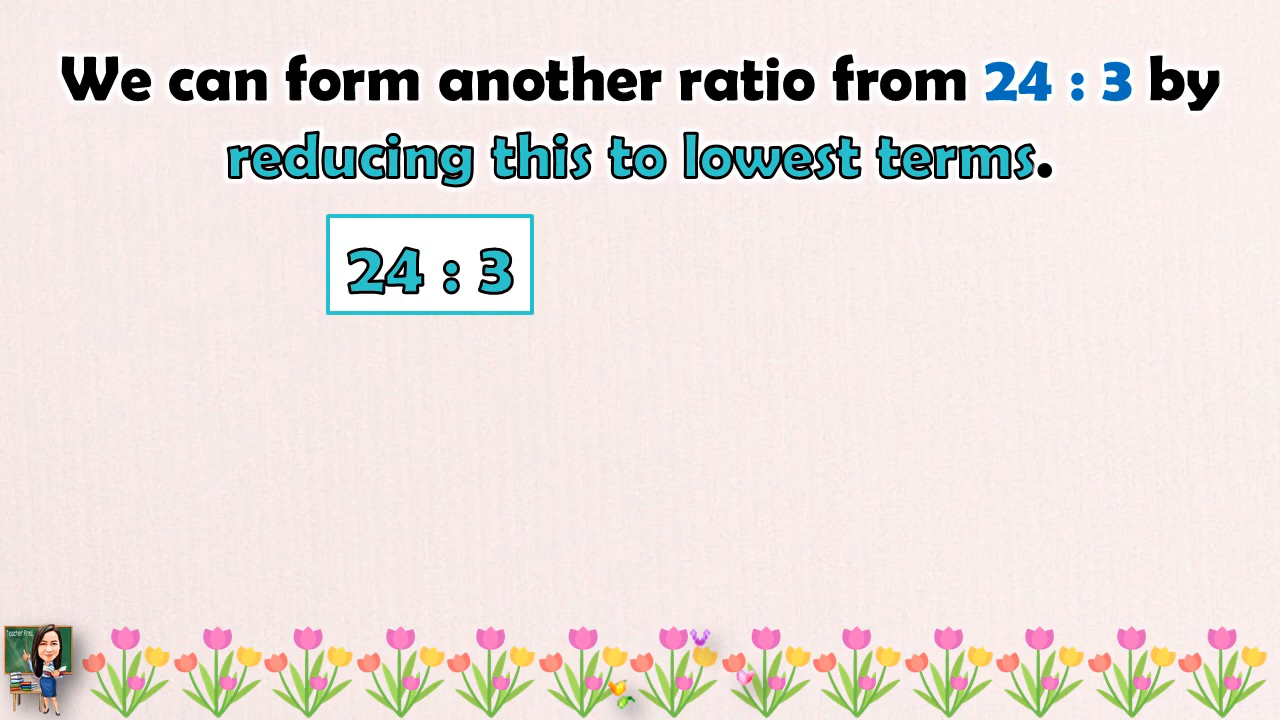 We can form another ratio from 24 : 3 by
reducing this to lowest terms.
24 : 3